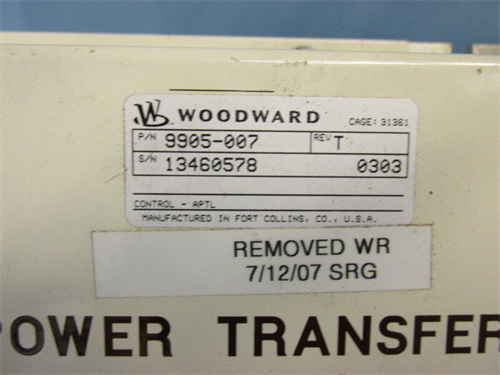 W WOODWARD CAGE: 31361
P/N 9905-007 REV T
S/N 13460578 0303
CONTROL - APTL
MANUFACTURED IN FORT COLLINS, CO., U.S.A.
REMOVED WR
7/12/07 SRG
POWER TRANSFER